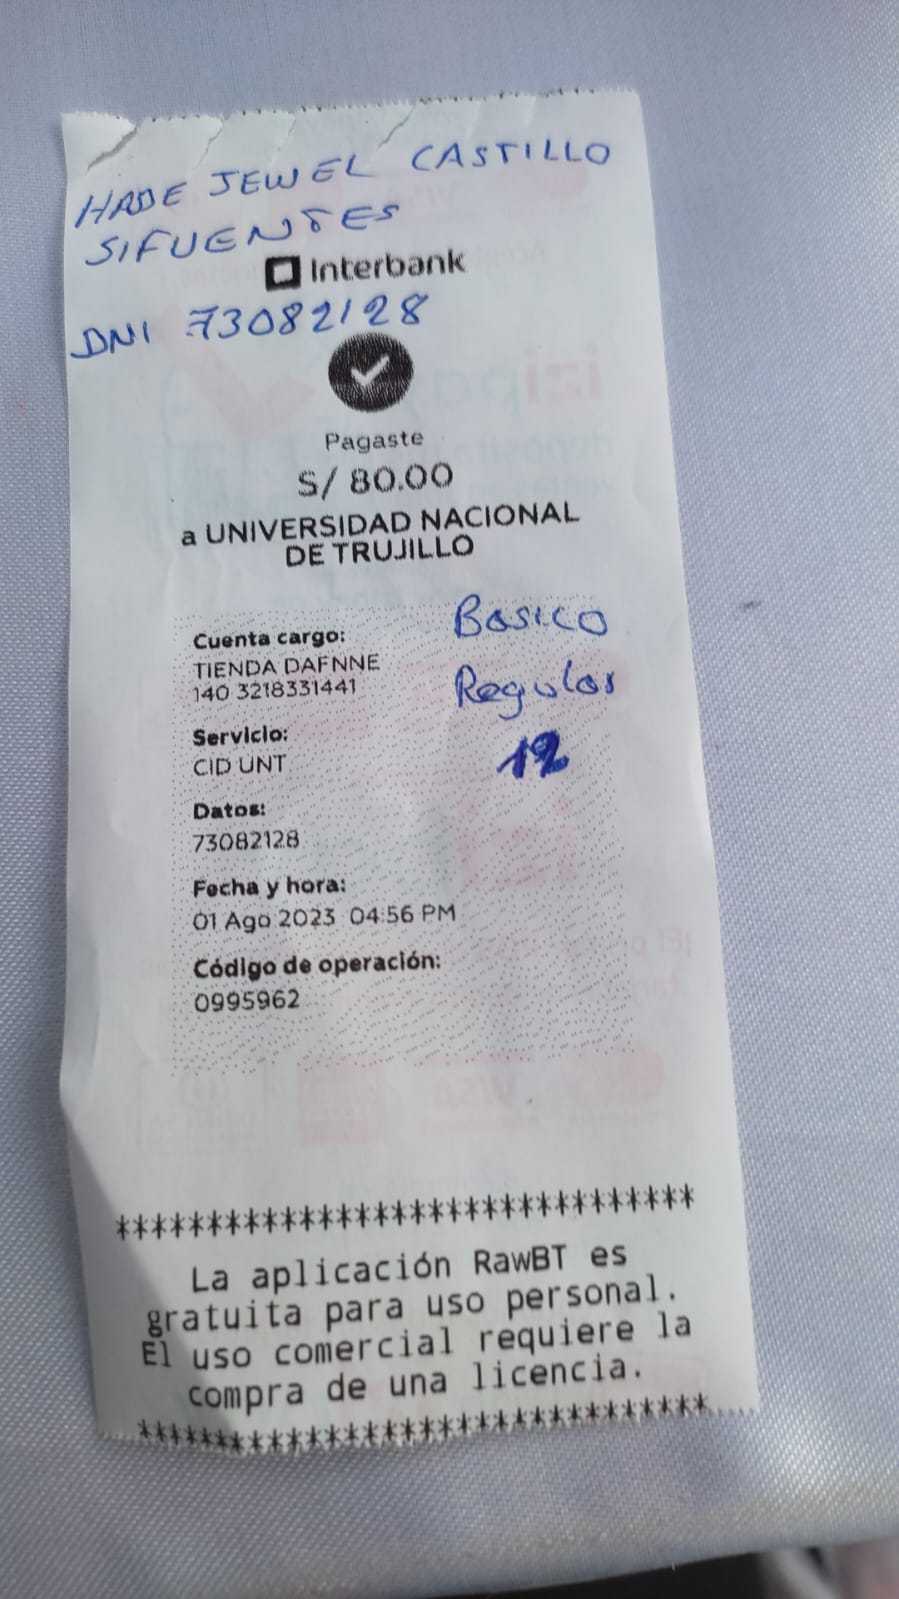 HADE JEWEL CASTILLO
SIFUENTES
Interbank
DNI 73082128
Pagaste
S/ 80.00
a UNIVERSIDAD NACIONAL
DE TRUJILLO
Basico
Cuenta cargo:
TIENDA DAFNNE
Regular
140 3218331441
Servicio:
12
CID UNT
Datos:
73082128
Fecha y hora:
01 Ago 2023 04:56 PM
Código de operación:
0995962
**********************************
La aplicación RawBT es
gratuita para uso personal.
El uso comercial requiere la
compra de una licencia.
**********************************